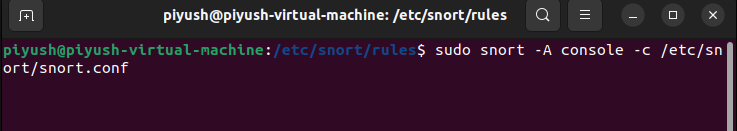 piyush@piyush-virtual-machine: /etc/snort/rules
piyush@piyush-virtual-machine:/etc/snort/rules$ sudo snort -A console -c /etc/sn
ort/snort.conf